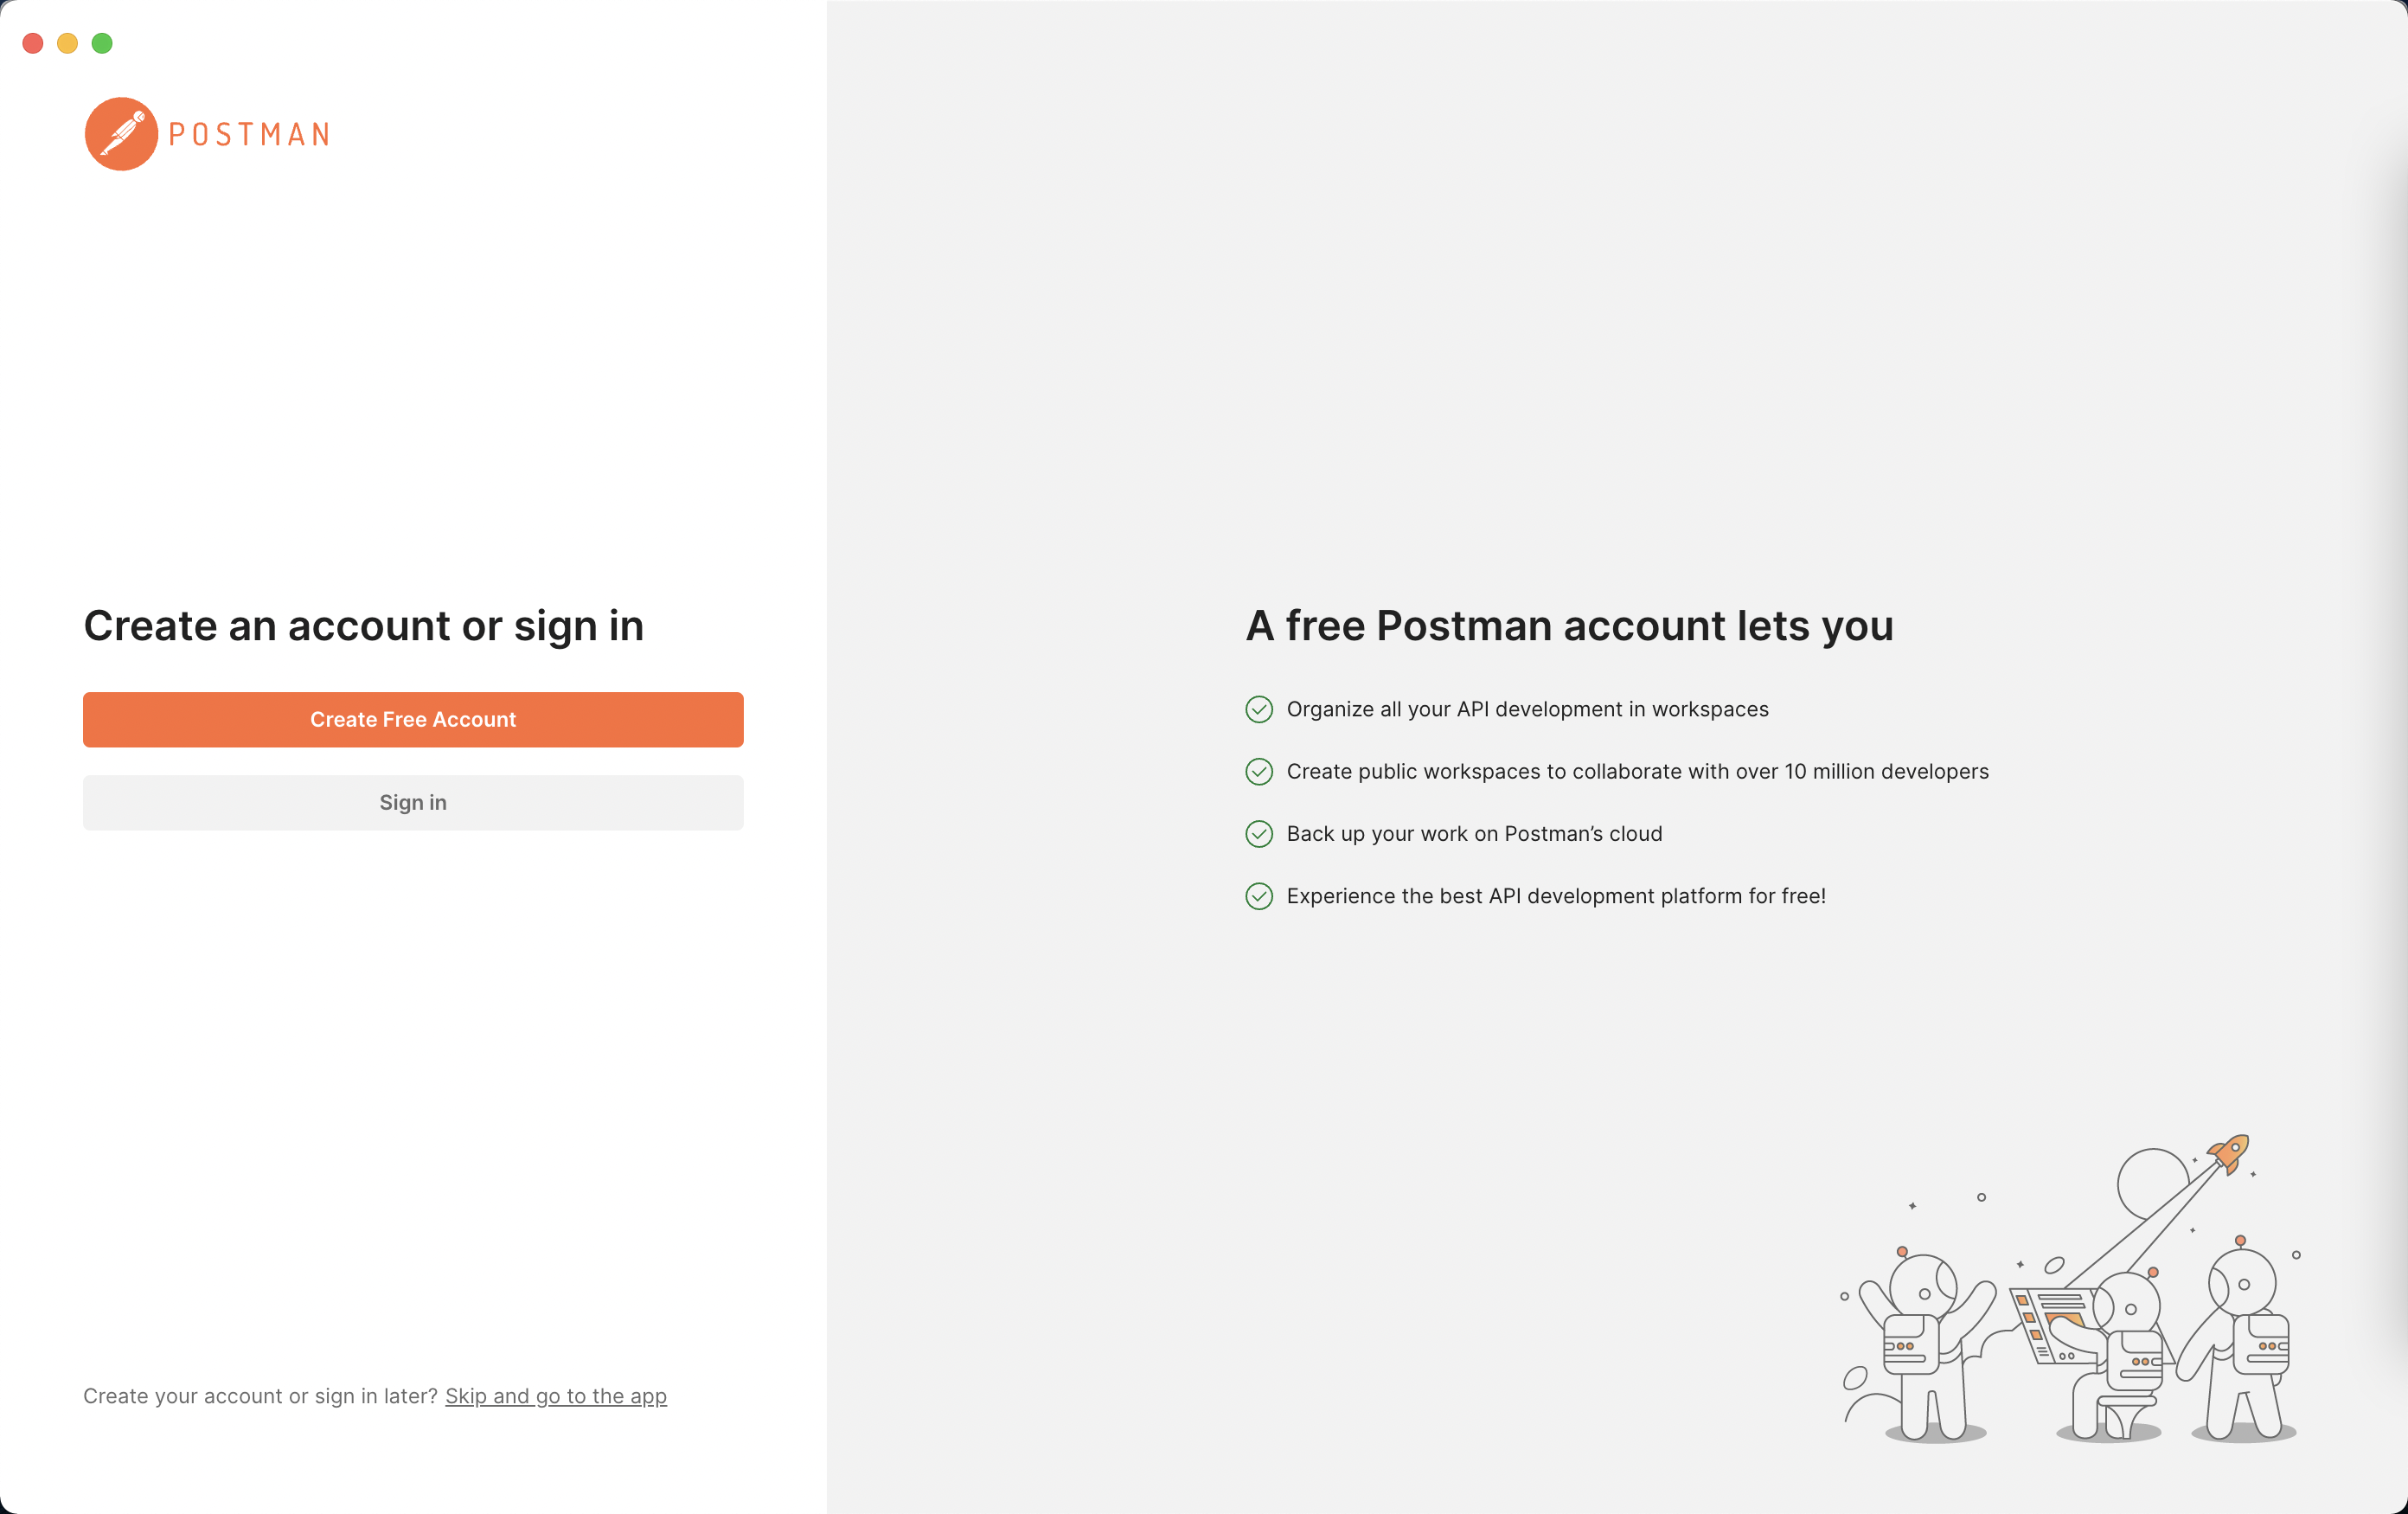 POSTMAN
Create an account or sign in
Create Free Account
Sign in
Create your account or sign in later? Skip and go to the app
A free Postman account lets you
Organize all your API development in workspaces
Create public workspaces to collaborate with over 10 million developers
Back up your work on Postman’s cloud
Experience the best API development platform for free!